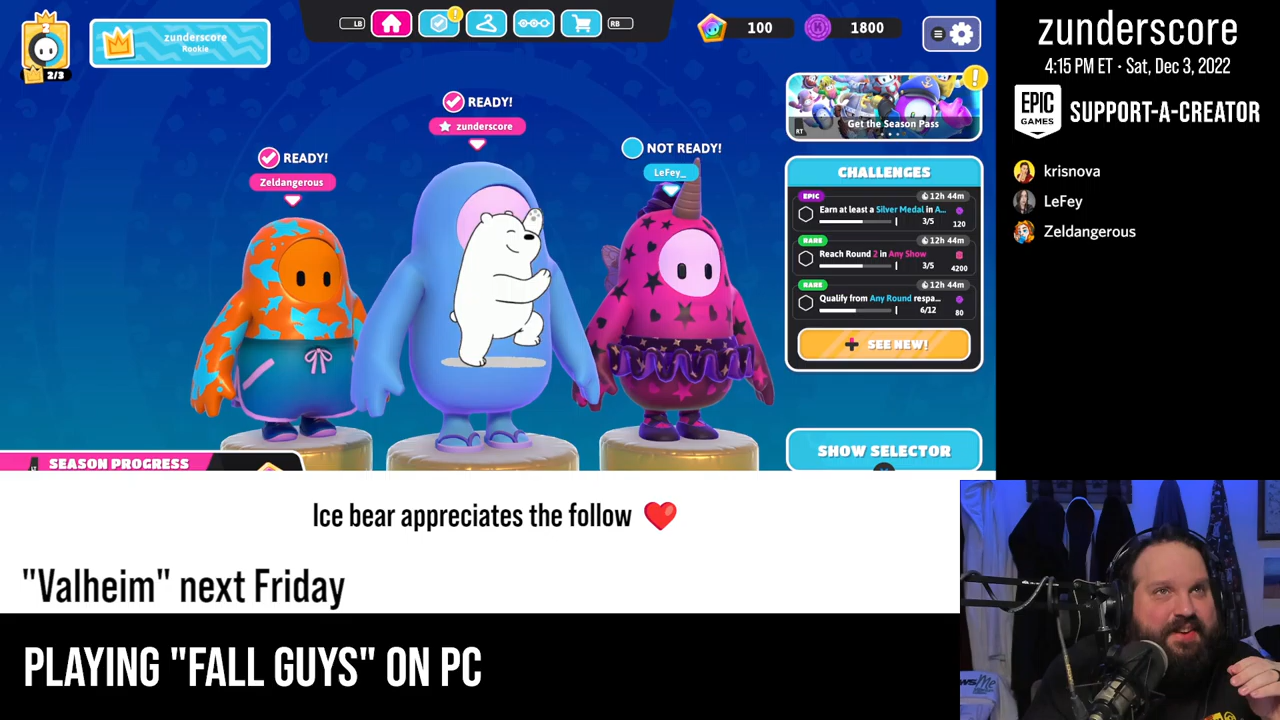 2
2/3
zunderscore
Rookie
LB
RB
100
1800
READY!
zunderscore
READY!
Zeldangerous
NOT READY!
LeFey_
Get the Season Pass
RT
CHALLENGES
EPIC
12h 44m
Earn at least a Silver Medal in A...
3/5
120
RARE
12h 44m
Reach Round 2 in Any Show
3/5
4200
RARE
12h 44m
Qualify from Any Round respa...
6/12
80
SEE NEW!
SHOW SELECTOR
LT
SEASON PROGRESS
zunderscore
4:15 PM ET · Sat, Dec 3, 2022
EPIC
GAMES
SUPPORT-A-CREATOR
krisnova
LeFey
Zeldangerous
Ice bear appreciates the follow ❤️
"Valheim" next Friday
PLAYING "FALL GUYS" ON PC